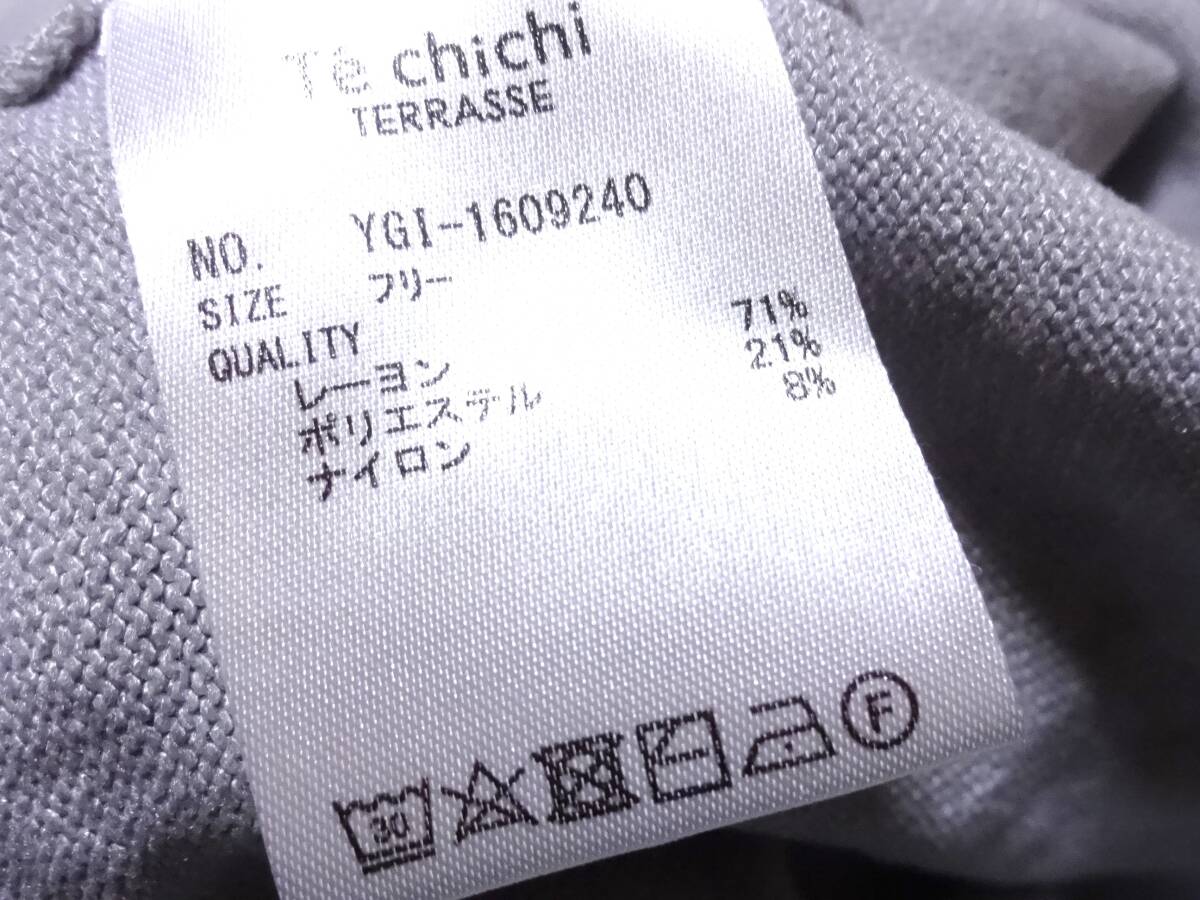 Te chichi
TERRASSE
NO. YGI-1609240
SIZE フリー
QUALITY
レーヨン 71%
ポリエステル 21%
ナイロン 8%
30
F